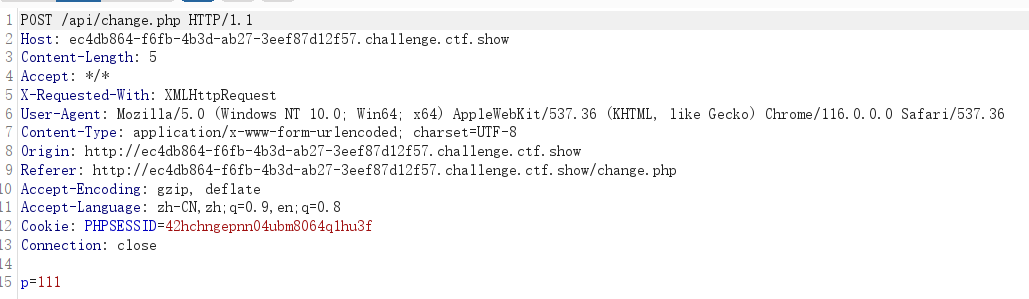 1 POST /api/change.php HTTP/1.1
2 Host: ec4db864-f6fb-4b3d-ab27-3eef87d12f57.challenge.ctf.show
3 Content-Length: 5
4 Accept: */*
5 X-Requested-With: XMLHttpRequest
6 User-Agent: Mozilla/5.0 (Windows NT 10.0; Win64; x64) AppleWebKit/537.36 (KHTML, like Gecko) Chrome/116.0.0.0 Safari/537.36
7 Content-Type: application/x-www-form-urlencoded; charset=UTF-8
8 Origin: http://ec4db864-f6fb-4b3d-ab27-3eef87d12f57.challenge.ctf.show
9 Referer: http://ec4db864-f6fb-4b3d-ab27-3eef87d12f57.challenge.ctf.show/change.php
10 Accept-Encoding: gzip, deflate
11 Accept-Language: zh-CN,zh;q=0.9,en;q=0.8
12 Cookie: PHPSESSID=42hchngepnn04ubm8064qlhu3f
13 Connection: close
14
15 p=111